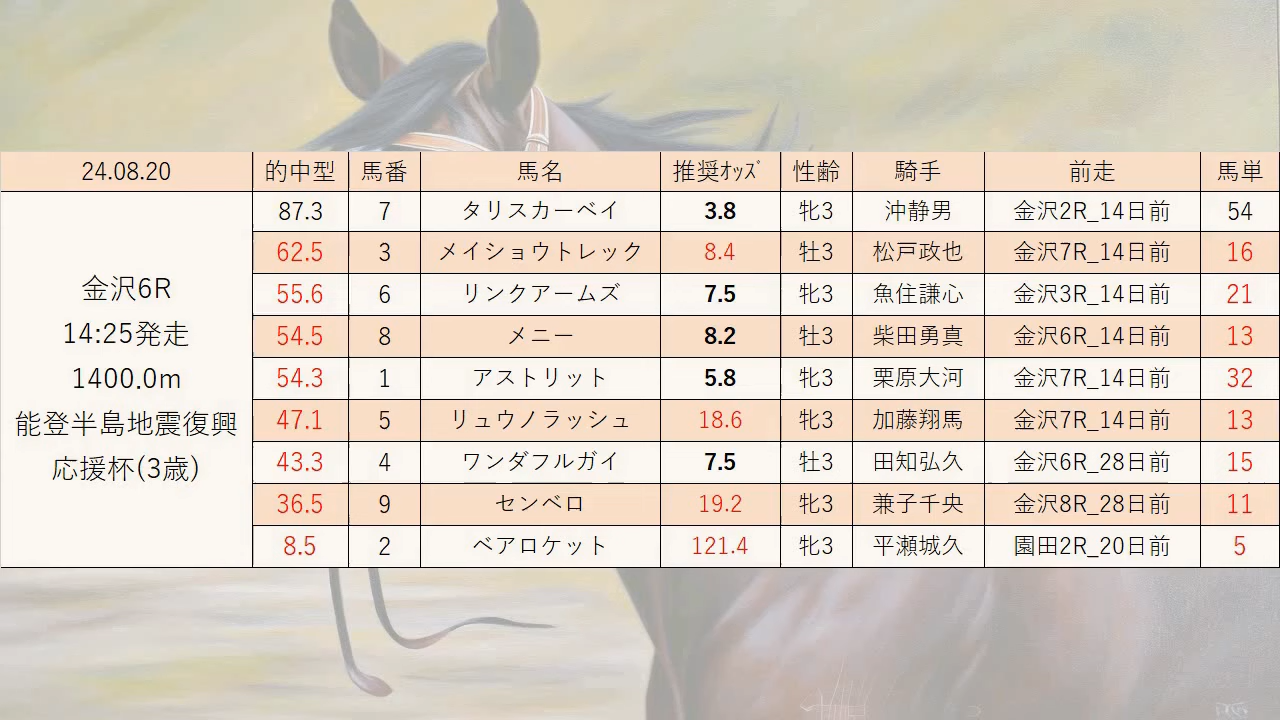 24.08.20 的中型 馬番 馬名 推奨ｵｯｽﾞ 性齢 騎手 前走 馬単
金沢6R
14:25発走
1400.0m
能登半島地震復興
応援杯(3歳)
87.3 7 タリスカーベイ 3.8 牝3 沖静男 金沢2R_14日前 54
62.5 3 メイショウトレック 8.4 牡3 松戸政也 金沢7R_14日前 16
55.6 6 リンクアームズ 7.5 牝3 魚住謙心 金沢3R_14日前 21
54.5 8 メニー 8.2 牡3 柴田勇真 金沢6R_14日前 13
54.3 1 アストリット 5.8 牝3 栗原大河 金沢7R_14日前 32
47.1 5 リュウノラッシュ 18.6 牝3 加藤翔馬 金沢7R_14日前 13
43.3 4 ワンダフルガイ 7.5 牡3 田知弘久 金沢6R_28日前 15
36.5 9 センベロ 19.2 牝3 兼子千央 金沢8R_28日前 11
8.5 2 ベアロケット 121.4 牝3 平瀬城久 園田2R_20日前 5